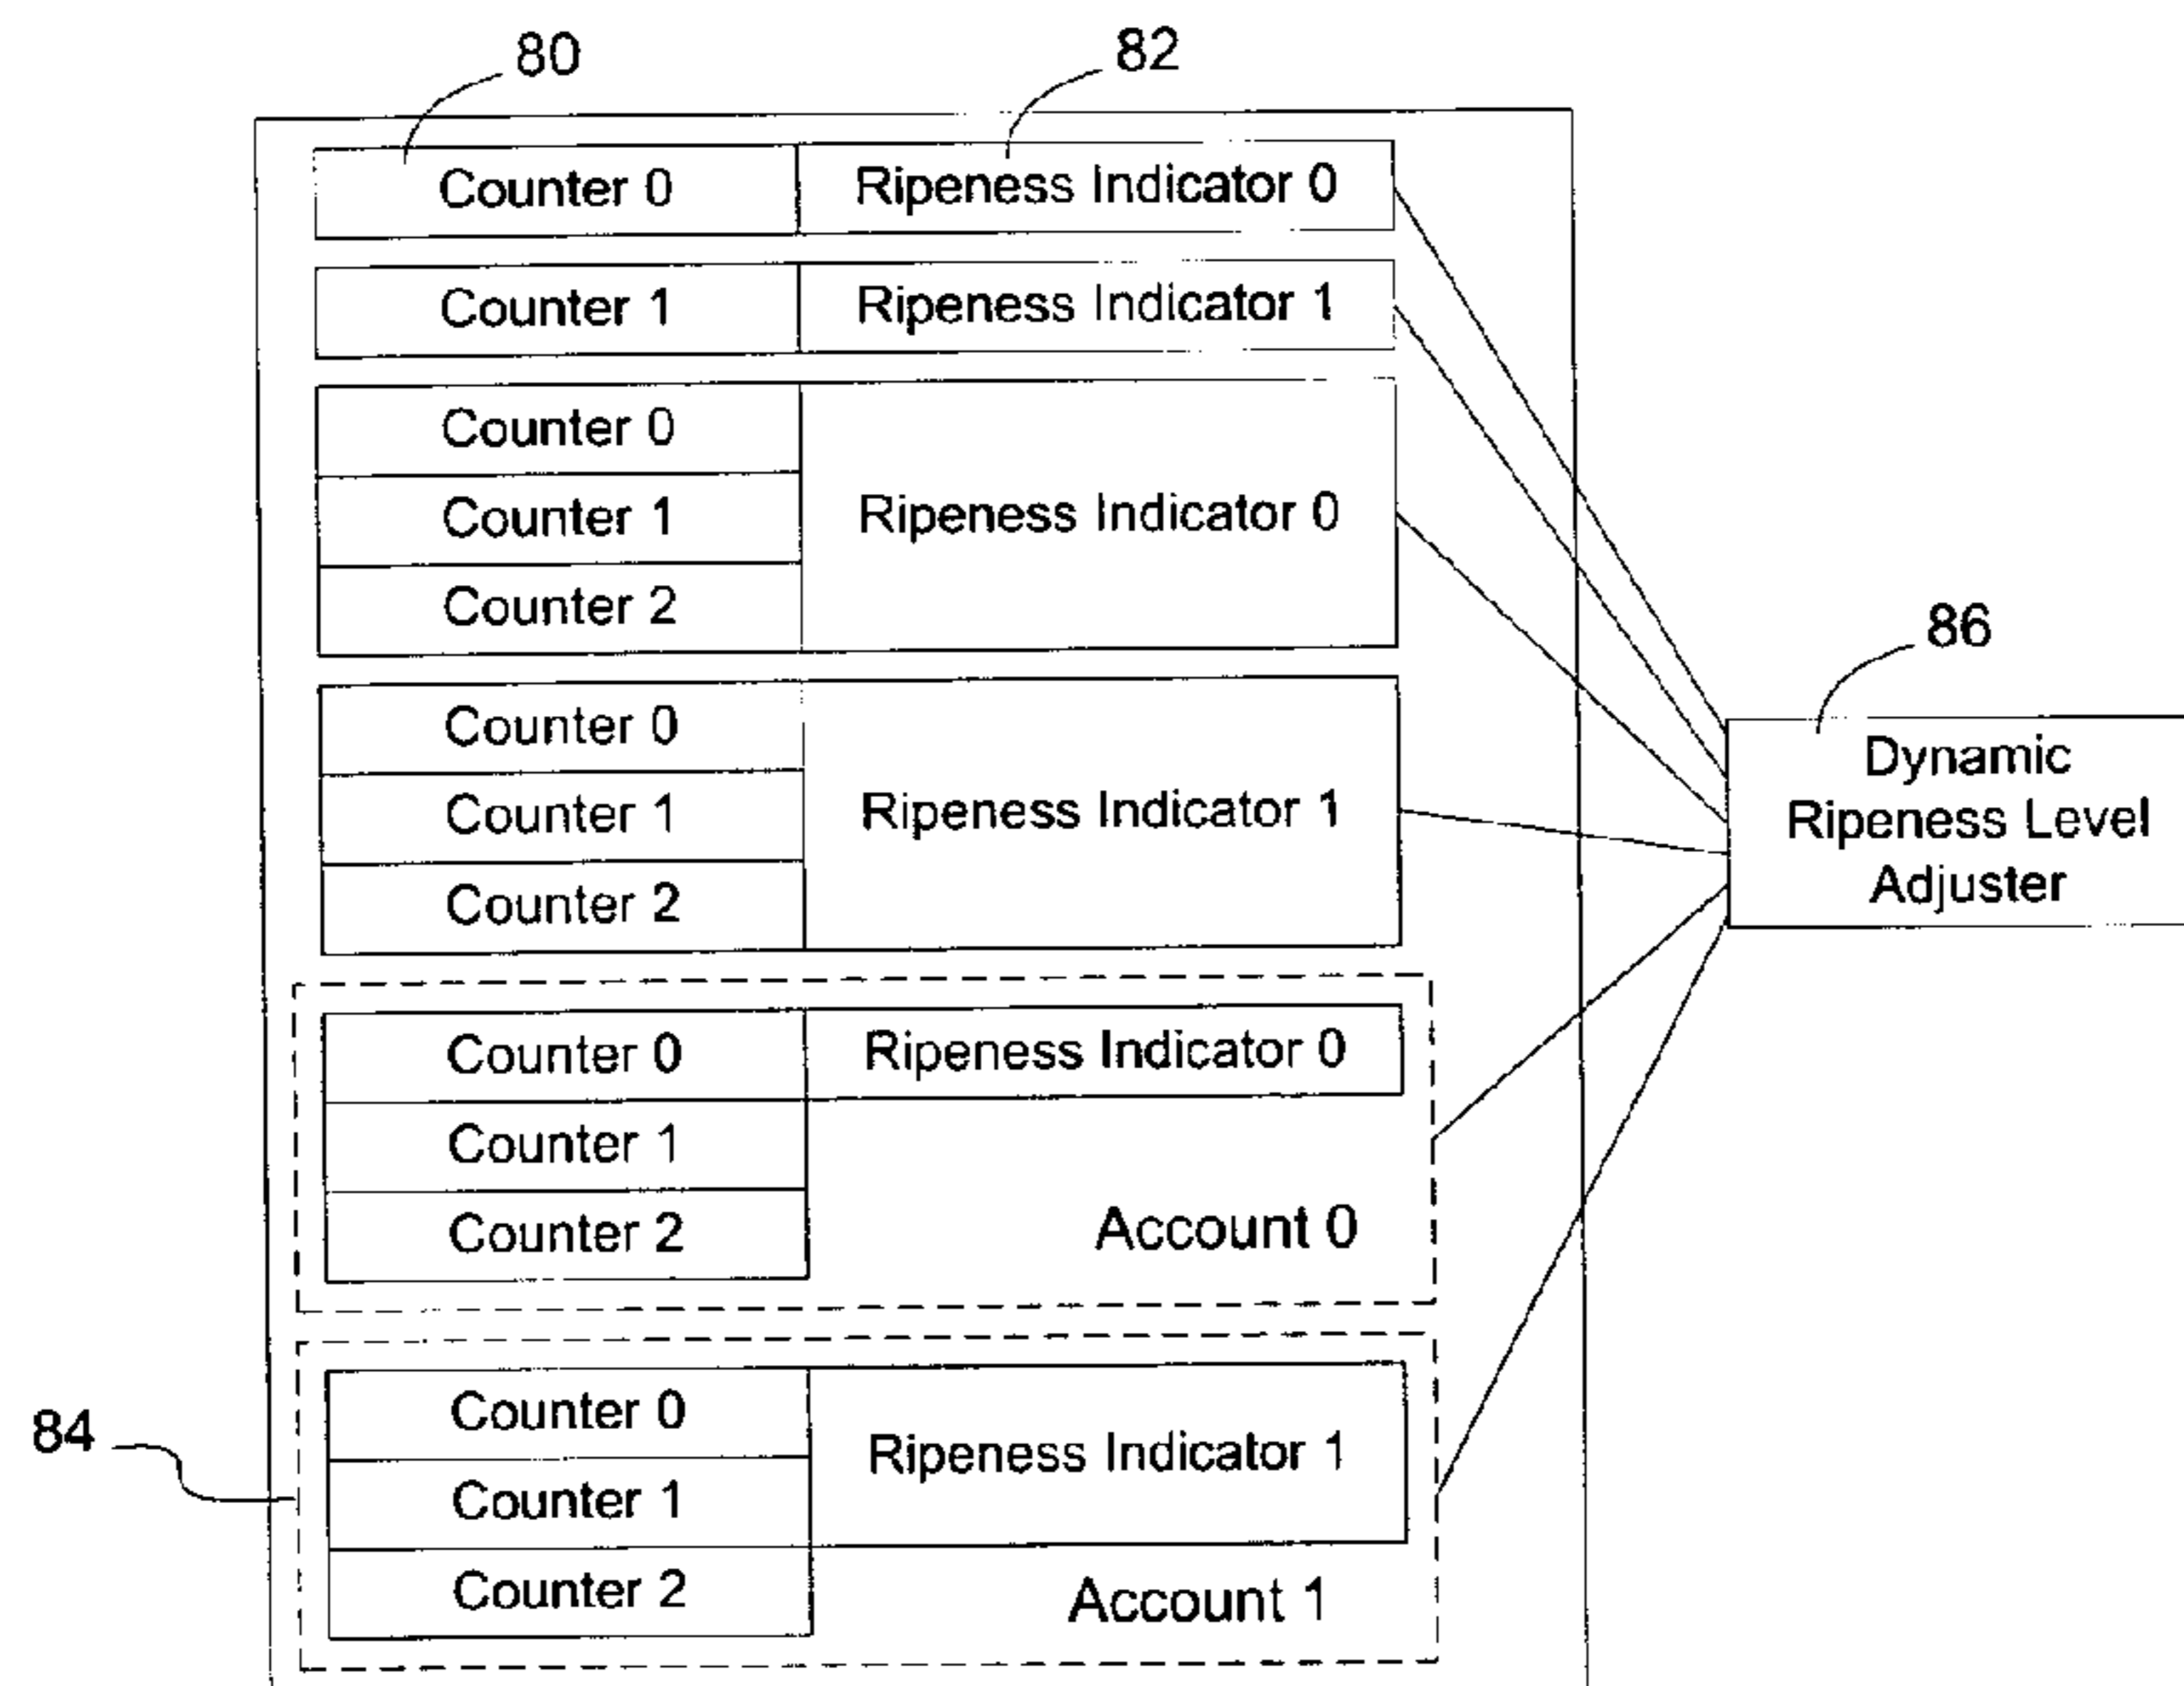 80
82
Counter 0
Ripeness Indicator 0
Counter 1
Ripeness Indicator 1
Counter 0
Counter 1
Counter 2
Ripeness Indicator 0
Counter 0
Counter 1
Counter 2
Ripeness Indicator 1
86
Dynamic
Ripeness Level
Adjuster
Counter 0
Ripeness Indicator 0
Counter 1
Counter 2
Account 0
84
Counter 0
Counter 1
Ripeness Indicator 1
Counter 2
Account 1